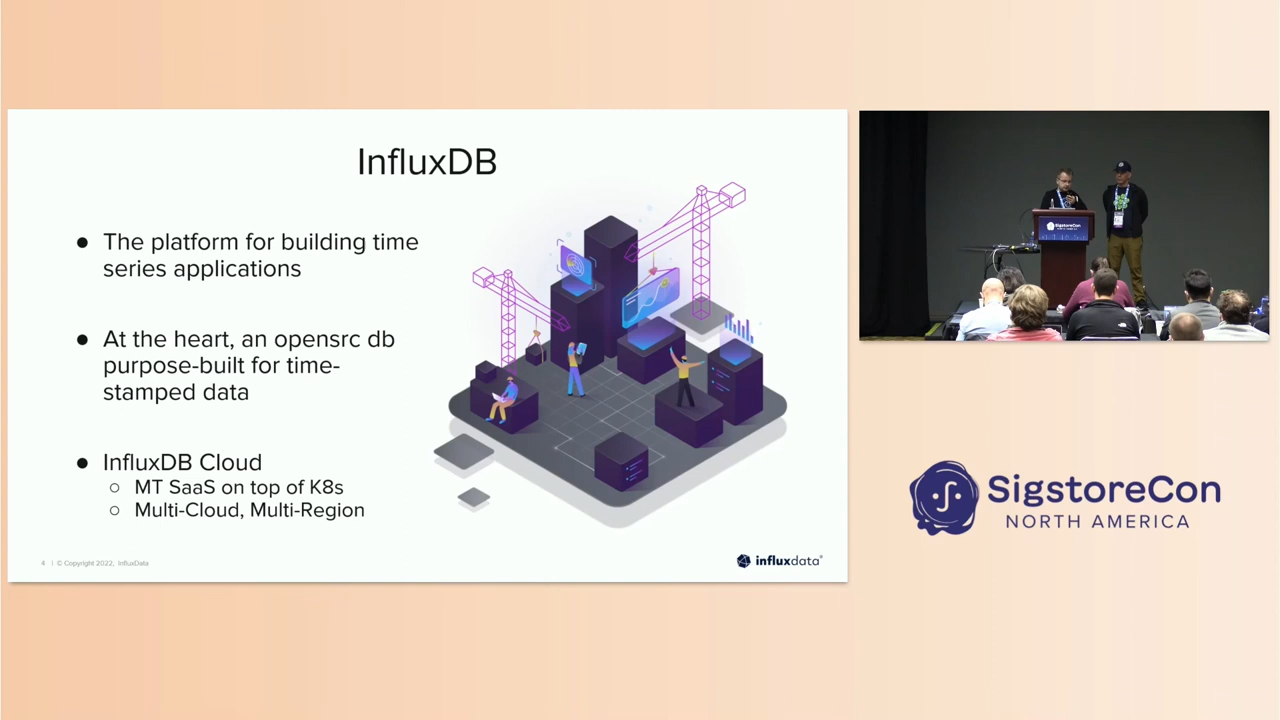 InfluxDB
● The platform for building time
series applications
● At the heart, an opensrc db
purpose-built for time-
stamped data
● InfluxDB Cloud
○ MT SaaS on top of K8s
○ Multi-Cloud, Multi-Region
4 | © Copyright 2022, InfluxData
influxdata®
SigstoreCon
SigstoreCon
NORTH AMERICA